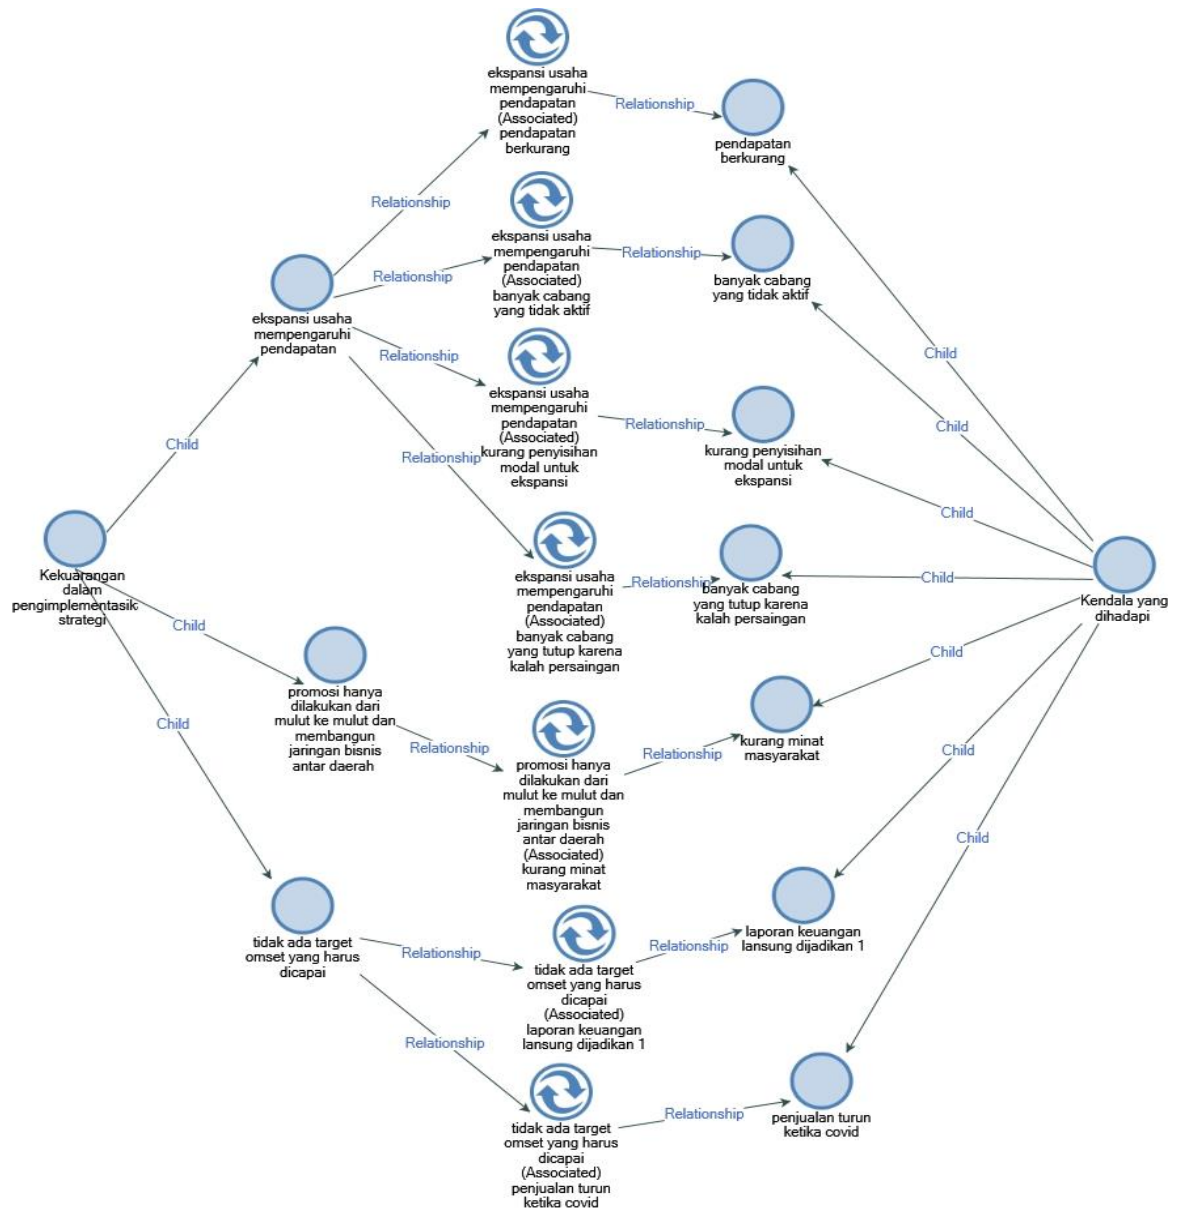 ekspansi usaha
mempengaruhi
pendapatan
(Associated)
pendapatan
berkurang
Relationship
pendapatan
berkurang
Relationship
ekspansi usaha
mempengaruhi
pendapatan
(Associated)
banyak cabang
yang tidak aktif
Relationship
banyak cabang
yang tidak aktif
Relationship
ekspansi usaha
mempengaruhi
pendapatan
Relationship
ekspansi usaha
mempengaruhi
pendapatan
(Associated)
kurang penyisihan
modal untuk
ekspansi
Relationship
kurang penyisihan
modal untuk
ekspansi
Child
Child
Child
Relationship
Child
ekspansi usaha
mempengaruhi
pendapatan
(Associated)
banyak cabang
yang tutup karena
kalah persaingan
Relationship
banyak cabang
yang tutup karena
kalah persaingan
Child
Kendala yang
dihadapi
Kekuarangan
dalam
pengimplementasik
strategi
Child
promosi hanya
dilakukan dari
mulut ke mulut dan
membangun
jaringan bisnis
antar daerah
Relationship
promosi hanya
dilakukan dari
mulut ke mulut dan
membangun
jaringan bisnis
antar daerah
(Associated)
kurang minat
masyarakat
Relationship
kurang minat
masyarakat
Child
Child
Child
Child
tidak ada target
omset yang harus
dicapai
Relationship
tidak ada target
omset yang harus
dicapai
(Associated)
laporan keuangan
lansung dijadikan 1
Relationship
laporan keuangan
lansung dijadikan 1
Relationship
tidak ada target
omset yang harus
dicapai
(Associated)
penjualan turun
ketika covid
Relationship
penjualan turun
ketika covid